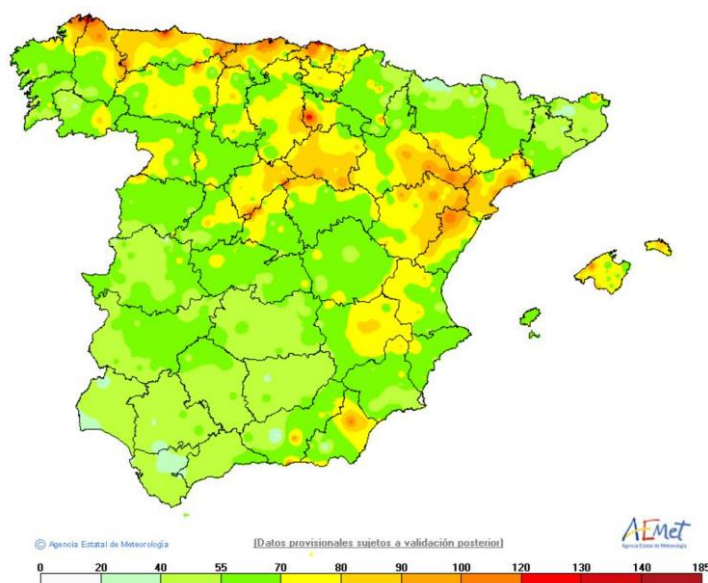 © Agencia Estatal de Meteorología
(Datos provisionales sujetos a validación posterior)
AEMet
Agencia Estatal de Meteorología
0 20 40 55 70 80 90 100 120 130 140 185